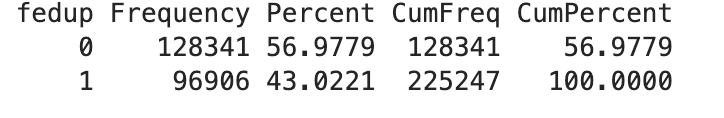 fedup Frequency Percent CumFreq CumPercent
0 128341 56.9779 128341 56.9779
1 96906 43.0221 225247 100.0000